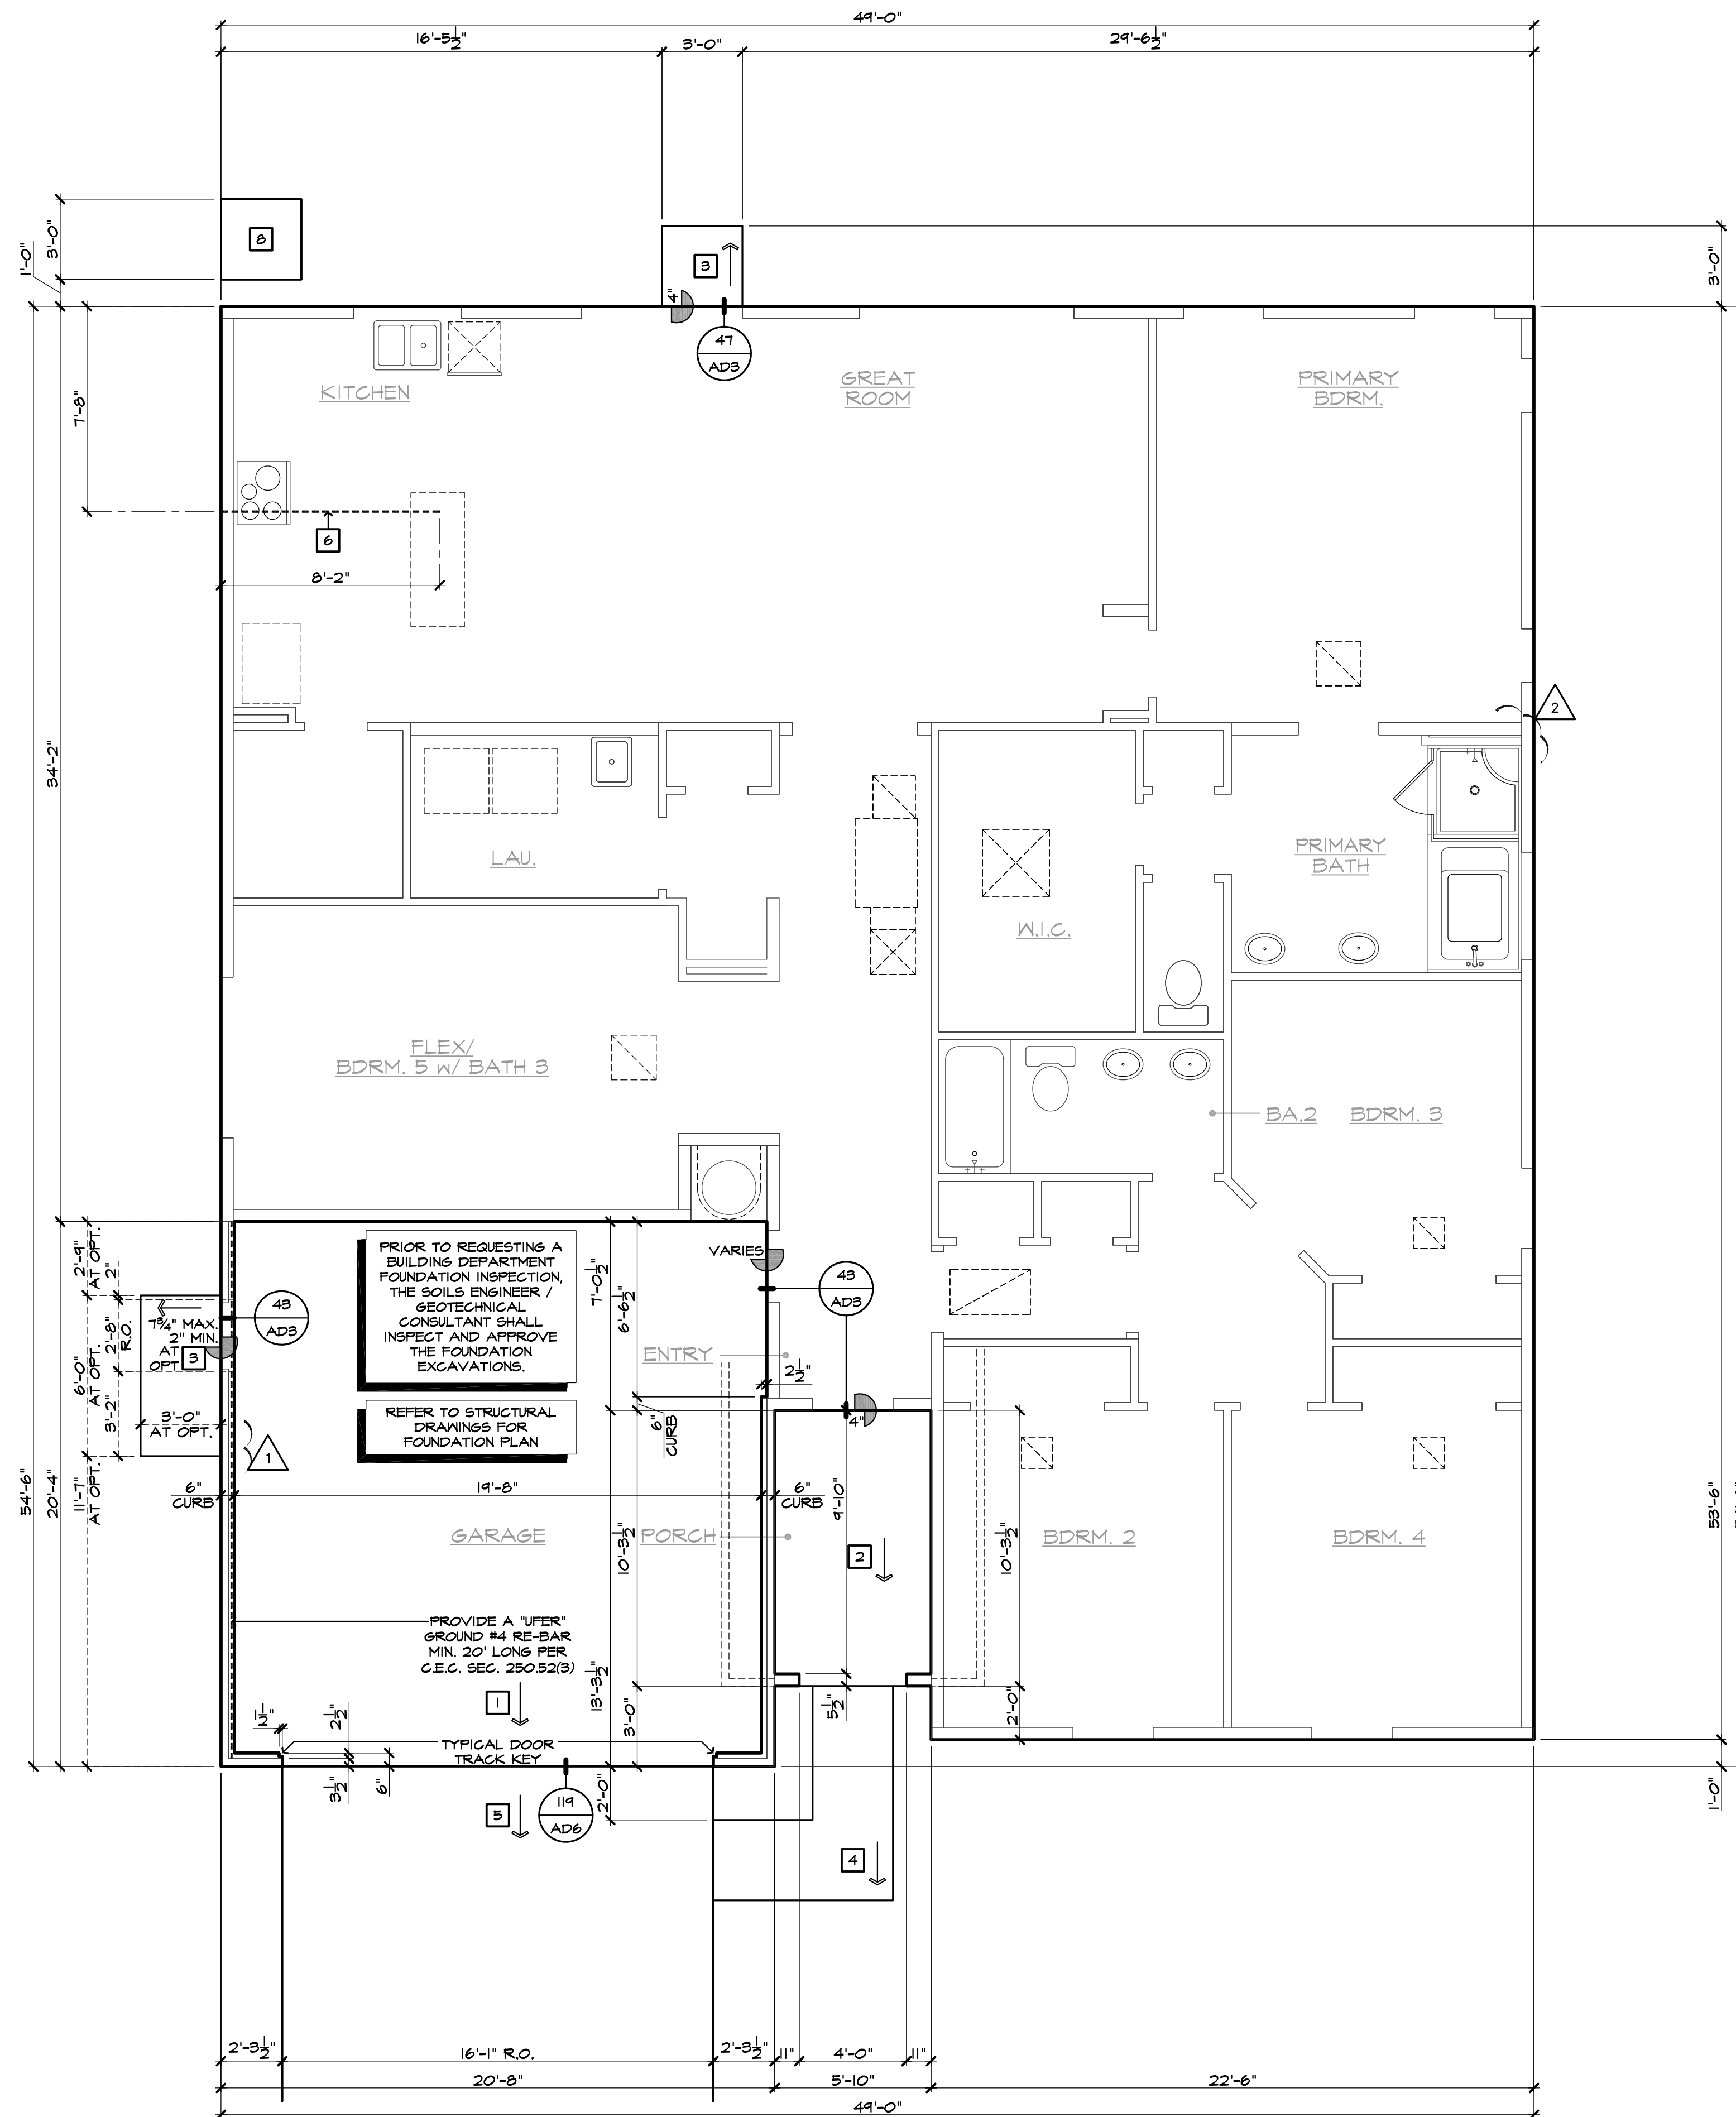 49'-0"
16'-5 1/2"
3'-0"
29'-6 1/2"
3'-0"
1'-0"
8
3
4"
3'-0"
47
AD3
KITCHEN
GREAT
ROOM
PRIMARY
BDRM.
7'-8"
6
8'-2"
34'-2"
2
LAU.
W.I.C.
PRIMARY
BATH
FLEX/
BDRM. 5 W/ BATH 3
BA.2
BDRM. 3
2'-9"
AT OPT.
2"
2'-8"
R.O.
6'-0"
AT OPT.
3'-2"
11'-7"
AT OPT.
54'-6"
20'-4"
7 3/4" MAX.
2" MIN.
AT
OPT
3
3'-0"
AT OPT.
43
AD3
1
PRIOR TO REQUESTING A
BUILDING DEPARTMENT
FOUNDATION INSPECTION,
THE SOILS ENGINEER /
GEOTECHNICAL
CONSULTANT SHALL
INSPECT AND APPROVE
THE FOUNDATION
EXCAVATIONS.
REFER TO STRUCTURAL
DRAWINGS FOR
FOUNDATION PLAN
7'-0 1/2"
6'-6 1/2"
VARIES
43
AD3
ENTRY
2 1/2"
6"
CURB
4"
6"
CURB
19'-8"
6"
CURB
9'-10"
GARAGE
10'-3 1/2"
PORCH
2
10'-3 1/2"
BDRM. 2
BDRM. 4
53'-6"
PROVIDE A "UFER"
GROUND #4 RE-BAR
MIN. 20' LONG PER
C.E.C. SEC. 250.52(3)
13'-3 1/2"
1
3'-0"
5 1/2"
2'-0"
1 1/2"
2 1/2"
TYPICAL DOOR
TRACK KEY
3 1/2"
6"
5
119
AD6
2'-0"
4
1'-0"
2'-3 1/2"
16'-1" R.O.
2'-3 1/2"
11"
4'-0"
11"
20'-8"
5'-10"
22'-6"
49'-0"